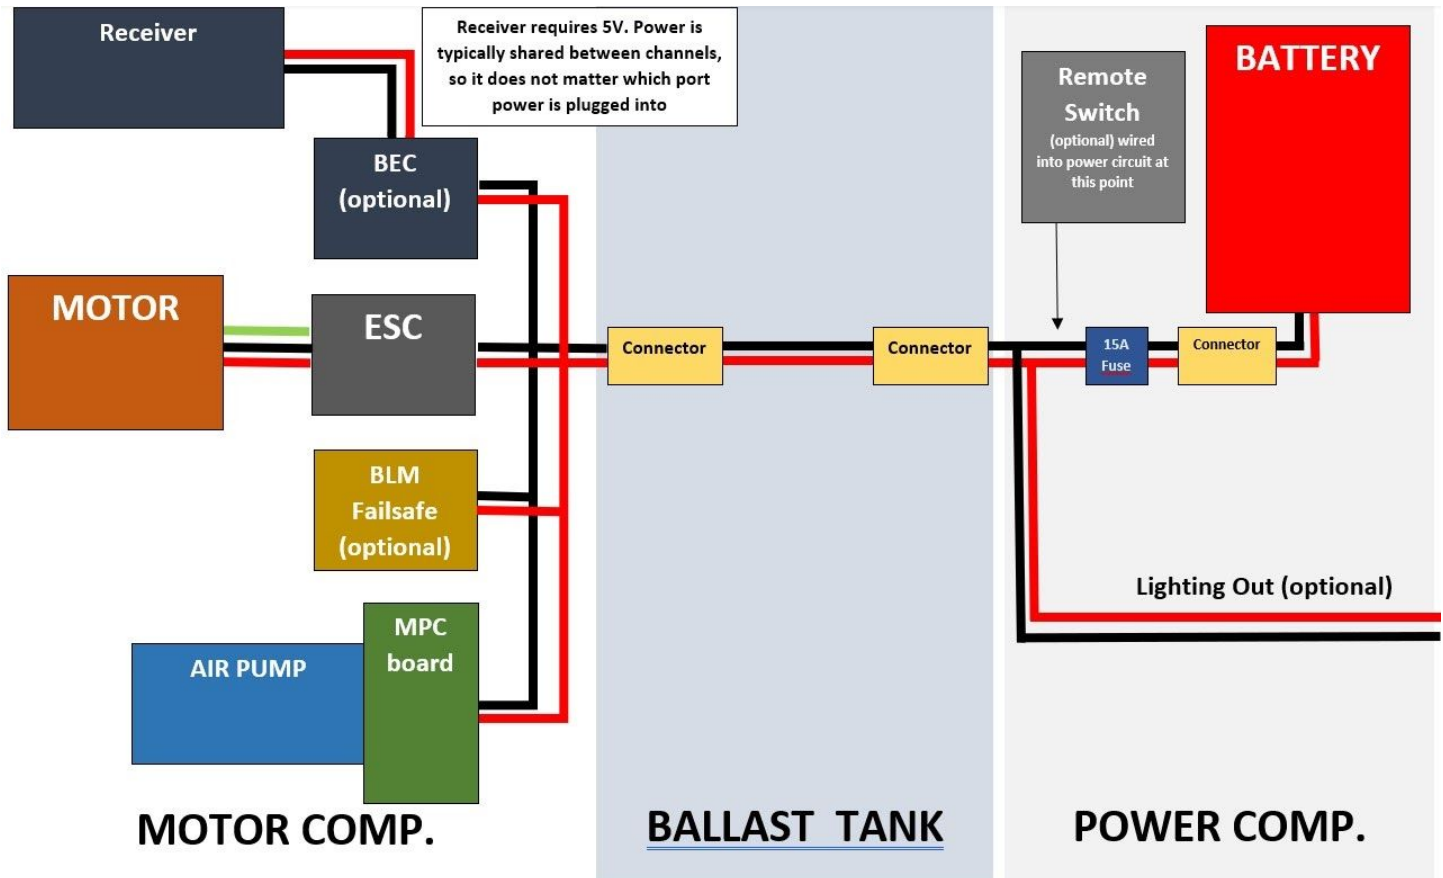 Receiver
Receiver requires 5V. Power is
typically shared between channels,
so it does not matter which port
power is plugged into
BEC
(optional)
Remote
Switch
(optional) wired
into power circuit at
this point
BATTERY
MOTOR
ESC
Connector
Connector
15A
Fuse
Connector
BLM
Failsafe
(optional)
Lighting Out (optional)
MPC
board
AIR PUMP
MOTOR COMP.
BALLAST TANK
POWER COMP.